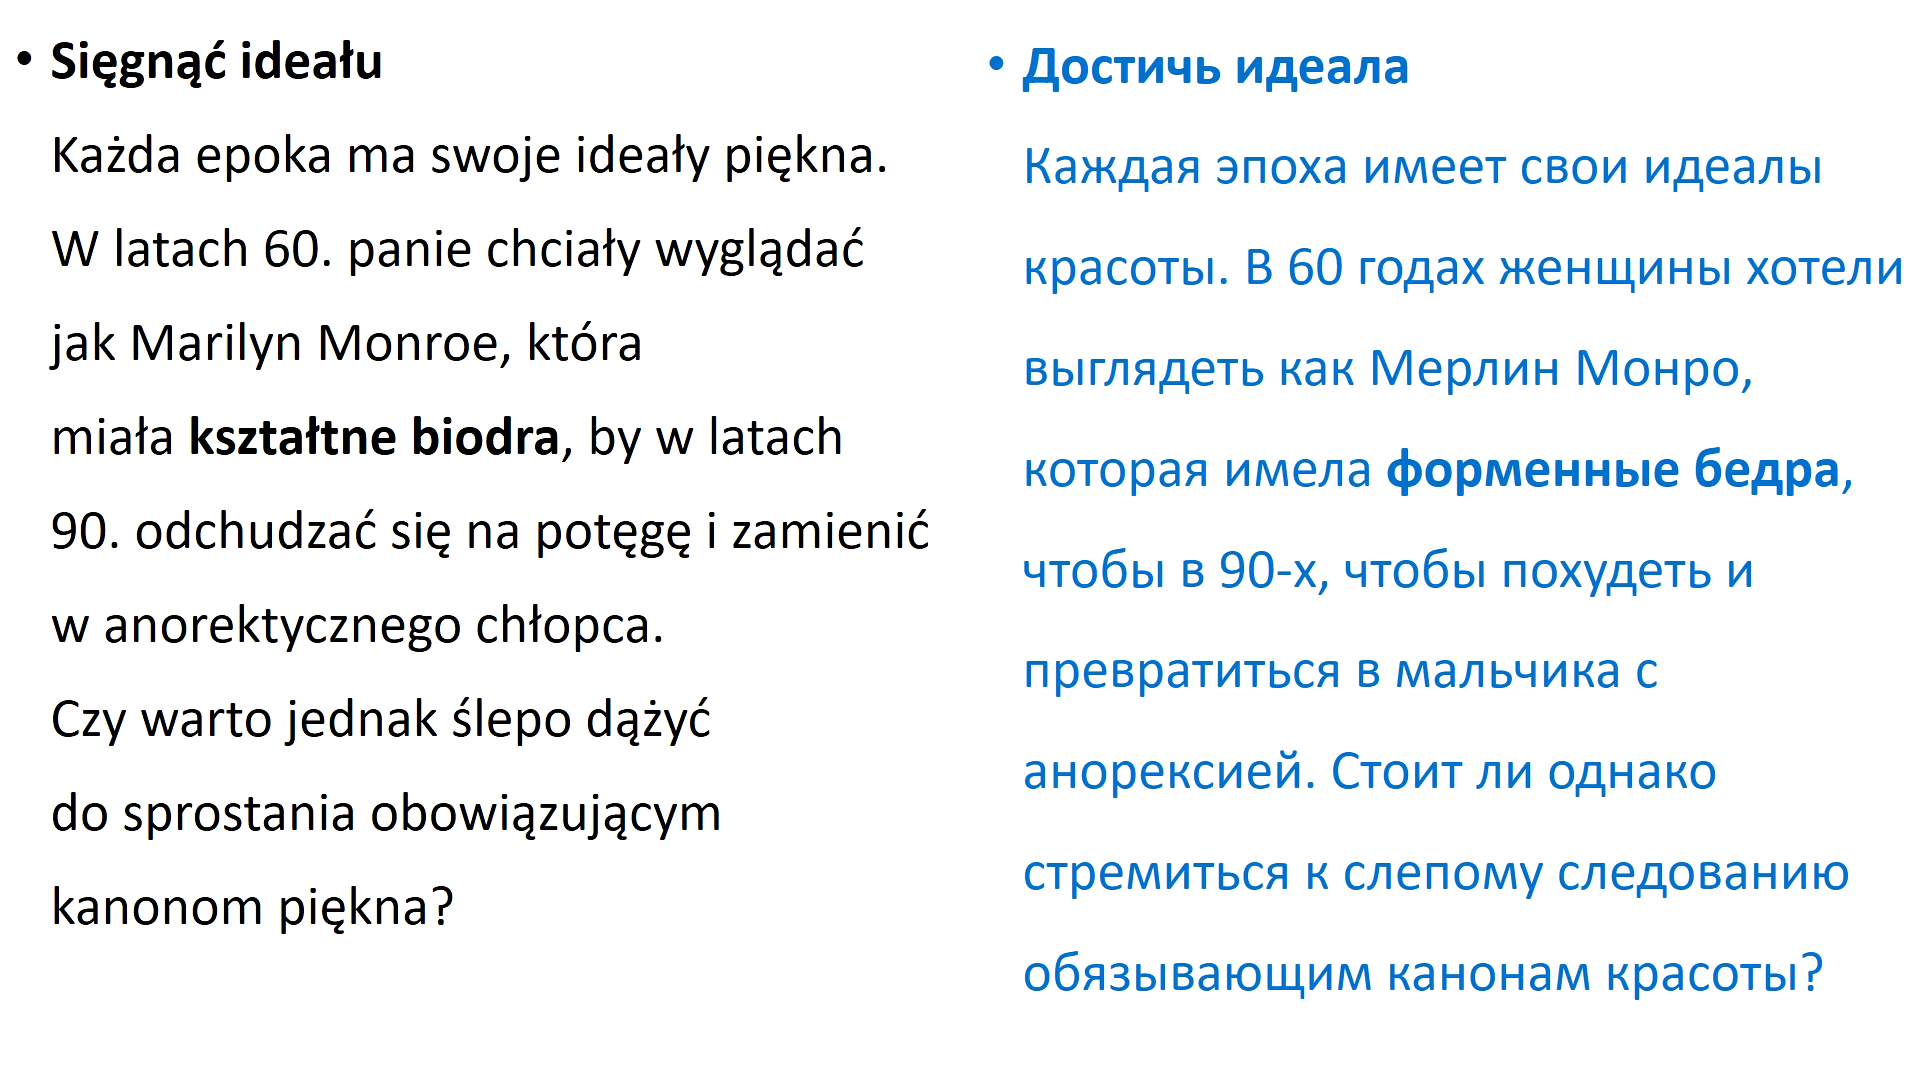 • Sięgnąć ideału
Każda epoka ma swoje ideały piękna.
W latach 60. panie chciały wyglądać
jak Marilyn Monroe, która
miała kształtne biodra, by w latach
90. odchudzać się na potęgę i zamienić
w anorektycznego chłopca.
Czy warto jednak ślepo dążyć
do sprostania obowiązującym
kanonom piękna?
• Достичь идеала
Каждая эпоха имеет свои идеалы
красоты. В 60 годах женщины хотели
выглядеть как Мерлин Монро,
которая имела форменные бедра,
чтобы в 90-х, чтобы похудеть и
превратиться в мальчика с
анорексией. Стоит ли однако
стремиться к слепому следованию
обязывающим канонам красоты?